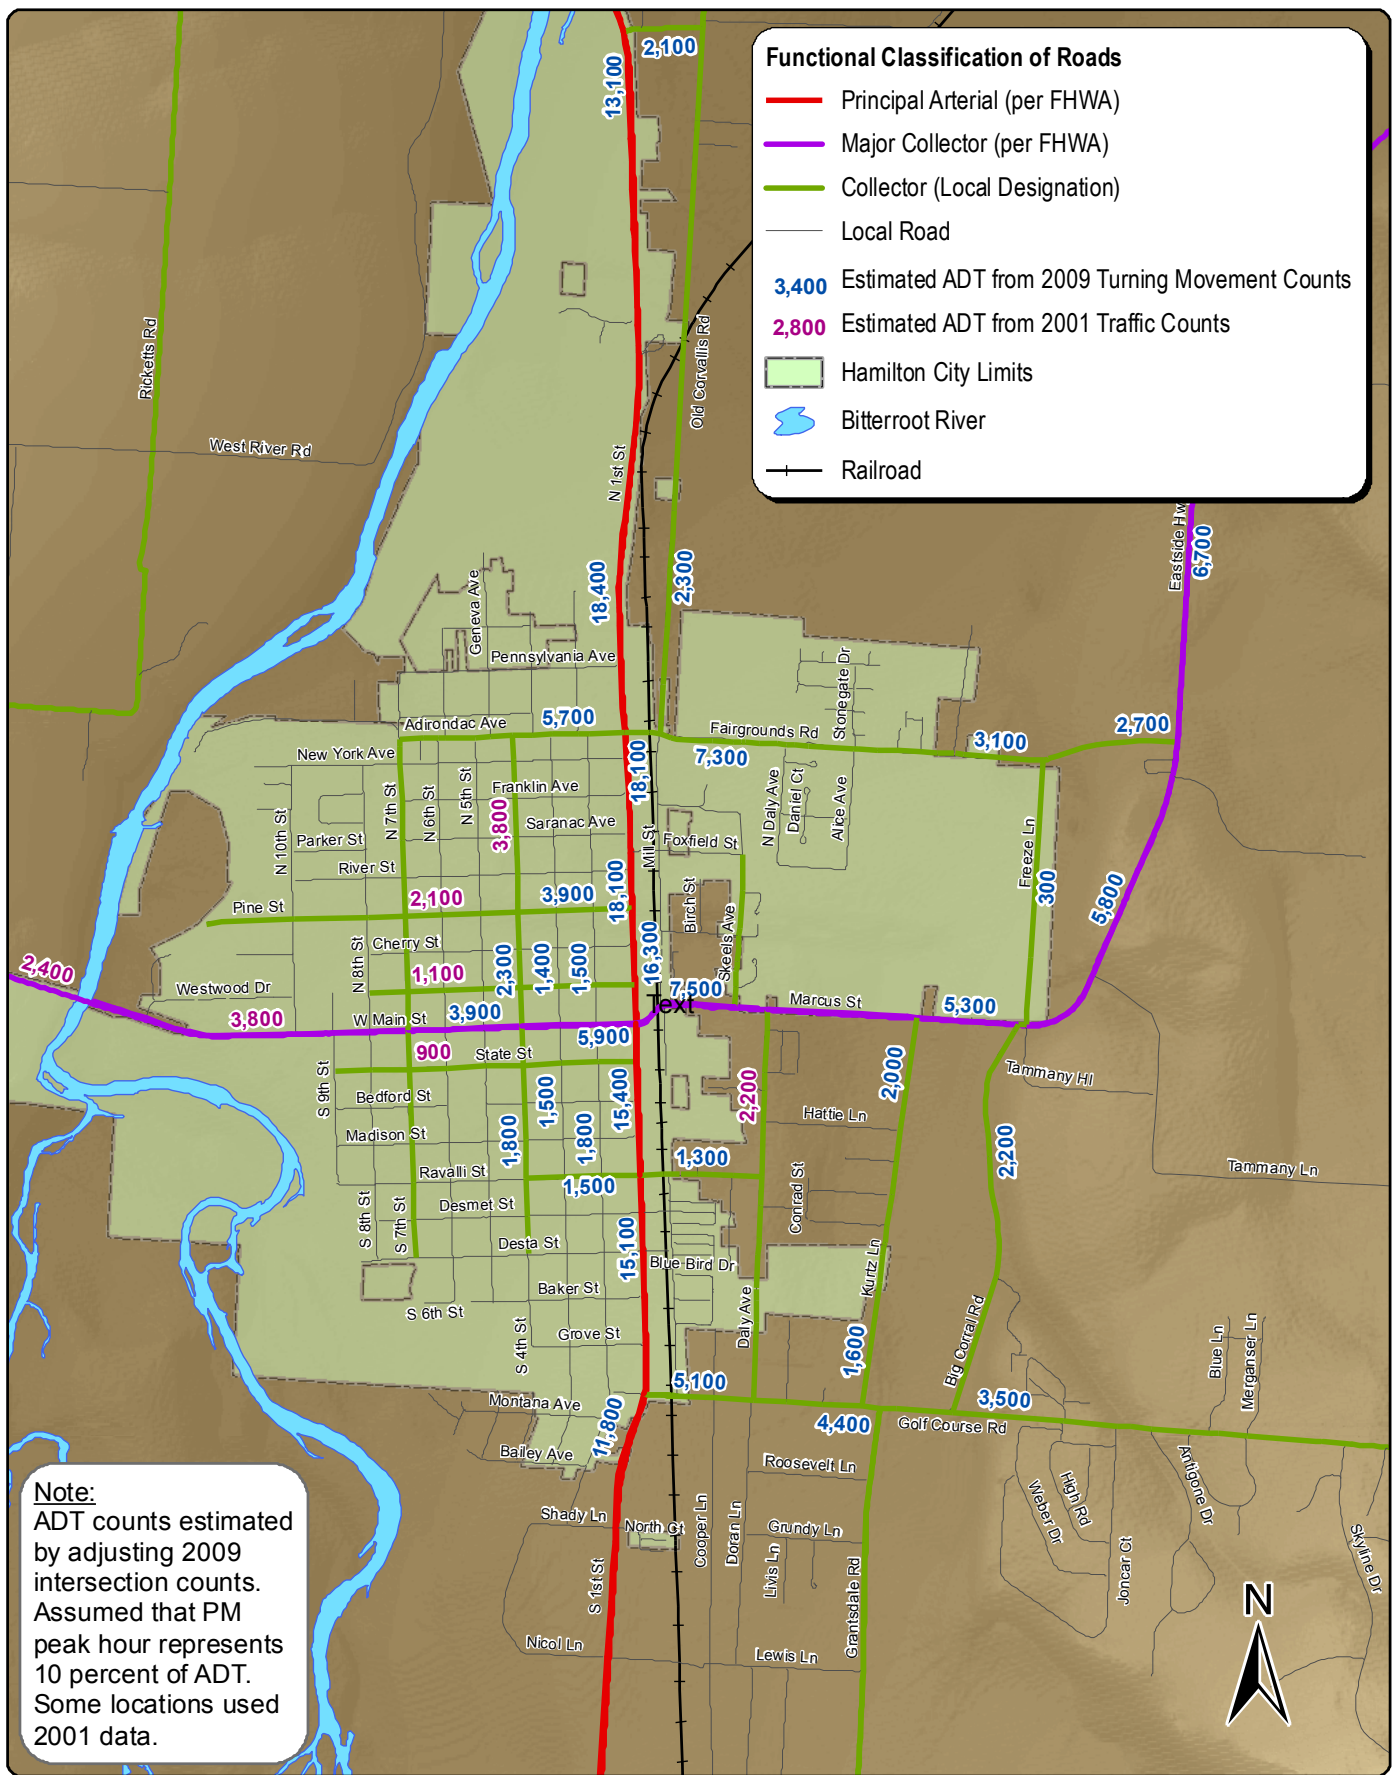 Functional Classification of Roads
Principal Arterial (per FHWA)
Major Collector (per FHWA)
Collector (Local Designation)
Local Road
3,400 Estimated ADT from 2009 Turning Movement Counts
2,800 Estimated ADT from 2001 Traffic Counts
Hamilton City Limits
Bitterroot River
Railroad
2,100
13,100
Ricketts Rd
Old Corvallis Rd
West River Rd
N 1st St
Eastside Hw
6,700
18,400
2,300
Geneva Ave
Pennsylvania Ave
Stonegate Dr
Adirondac Ave
5,700
Fairgrounds Rd
3,100
2,700
New York Ave
18,100
7,300
N 10th St
N 7th St
N 6th St
N 5th St
Franklin Ave
3,800
Saranac Ave
N Daly Ave
Daniel Ct
Alice Ave
Parker St
Mill St
Foxfield St
Freeze Ln
River St
300
5,800
Pine St
2,100
3,900
18,100
Birch St
Skeels Ave
N 8th St
Cherry St
16,300
2,400
Westwood Dr
1,100
2,300
1,400
1,500
7,500
Text
Marcus St
5,300
3,800
W Main St
3,900
5,900
900
State St
S 9th St
Bedford St
1,500
15,400
2,200
2,000
Tammany Hl
Hattie Ln
Madison St
1,800
1,800
1,300
2,200
Tammany Ln
Ravalli St
1,500
Conrad St
S 8th St
S 7th St
Desmet St
Desta St
15,100
Blue Bird Dr
Kurtz Ln
Baker St
S 6th St
Grove St
S 4th St
Daly Ave
1,600
Big Corral Rd
Blue Ln
Merganser Ln
5,100
3,500
Montana Ave
11,800
4,400
Golf Course Rd
Bailey Ave
Roosevelt Ln
Antigone Dr
High Rd
Weber Dr
Shady Ln
North Ct
Cooper Ln
Doran Ln
Grundy Ln
Livis Ln
Joncar Ct
Skyline Dr
S 1st St
Grantsdale Rd
Nicol Ln
Lewis Ln
N
Note:
ADT counts estimated
by adjusting 2009
intersection counts.
Assumed that PM
peak hour represents
10 percent of ADT.
Some locations used
2001 data.